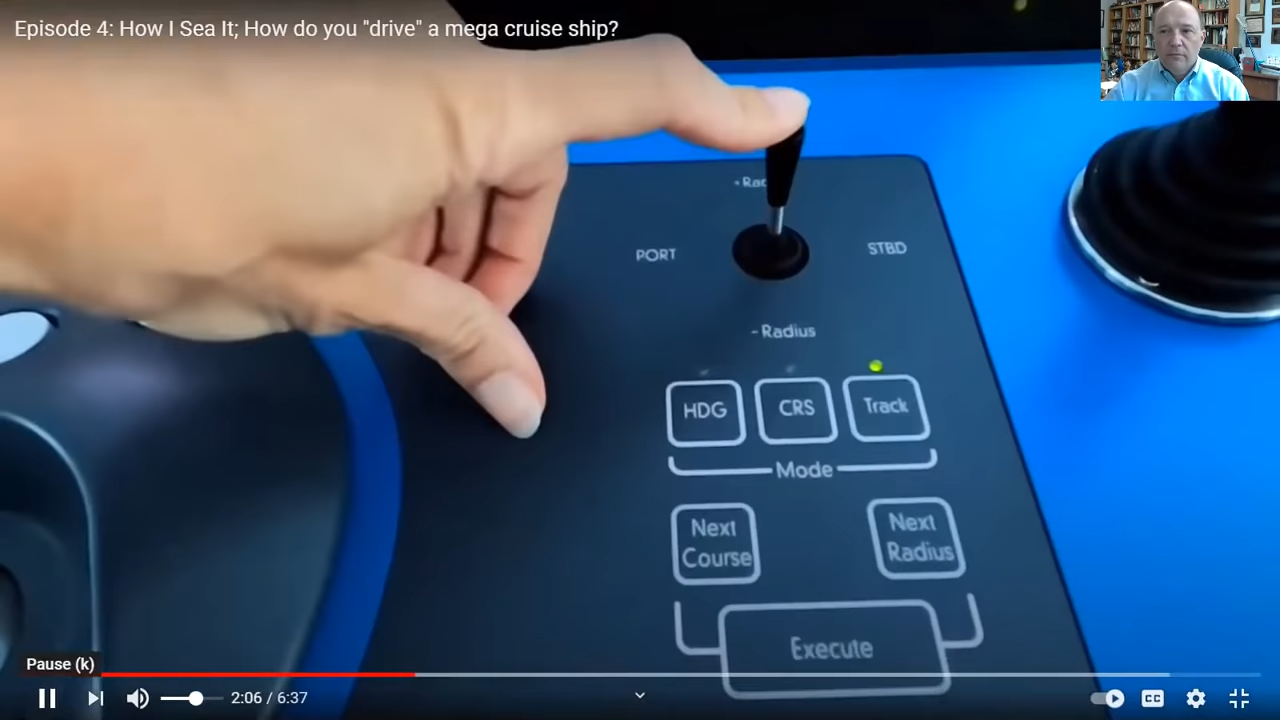 Episode 4: How I Sea It; How do you "drive" a mega cruise ship?
PORT
STBD
- Radius
HDG
CRS
Track
Mode
Next
Course
Next
Radius
Execute
Pause (k)
2:06 / 6:37
CC